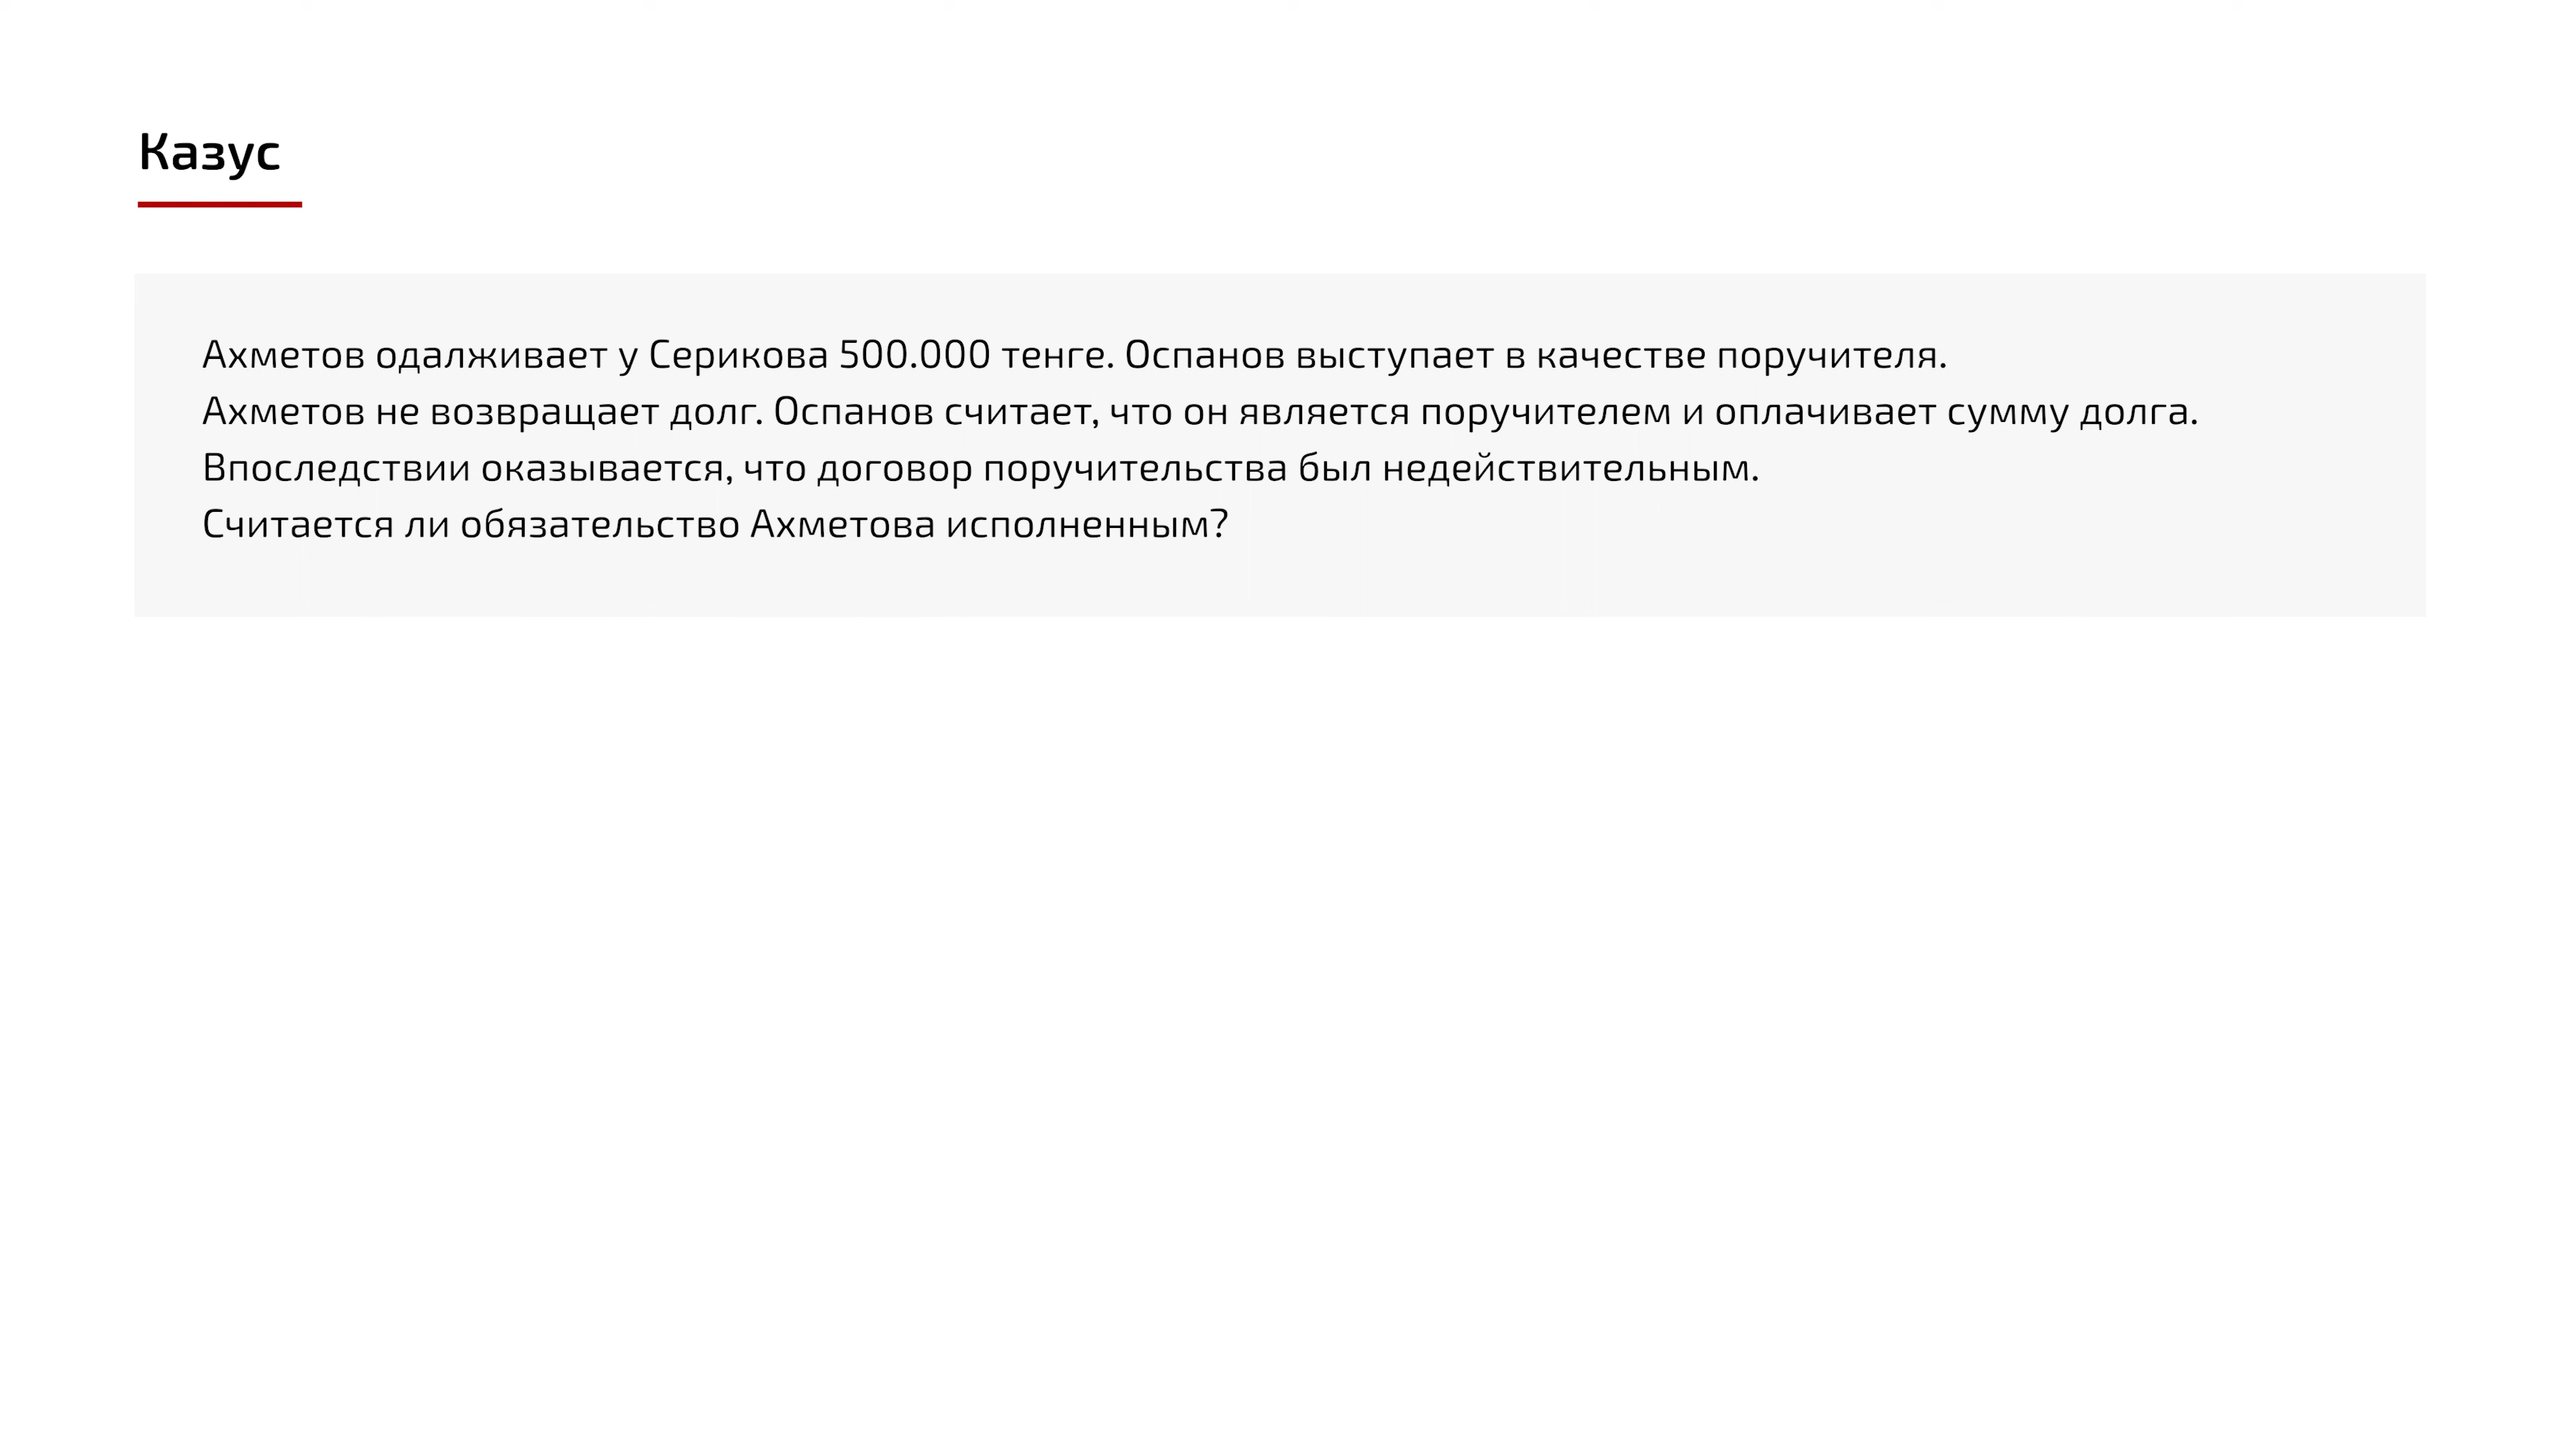 Казус
Ахметов одалживает у Серикова 500.000 тенге. Оспанов выступает в качестве поручителя.
Ахметов не возвращает долг. Оспанов считает, что он является поручителем и оплачивает сумму долга.
Впоследствии оказывается, что договор поручительства был недействительным.
Считается ли обязательство Ахметова исполненным?